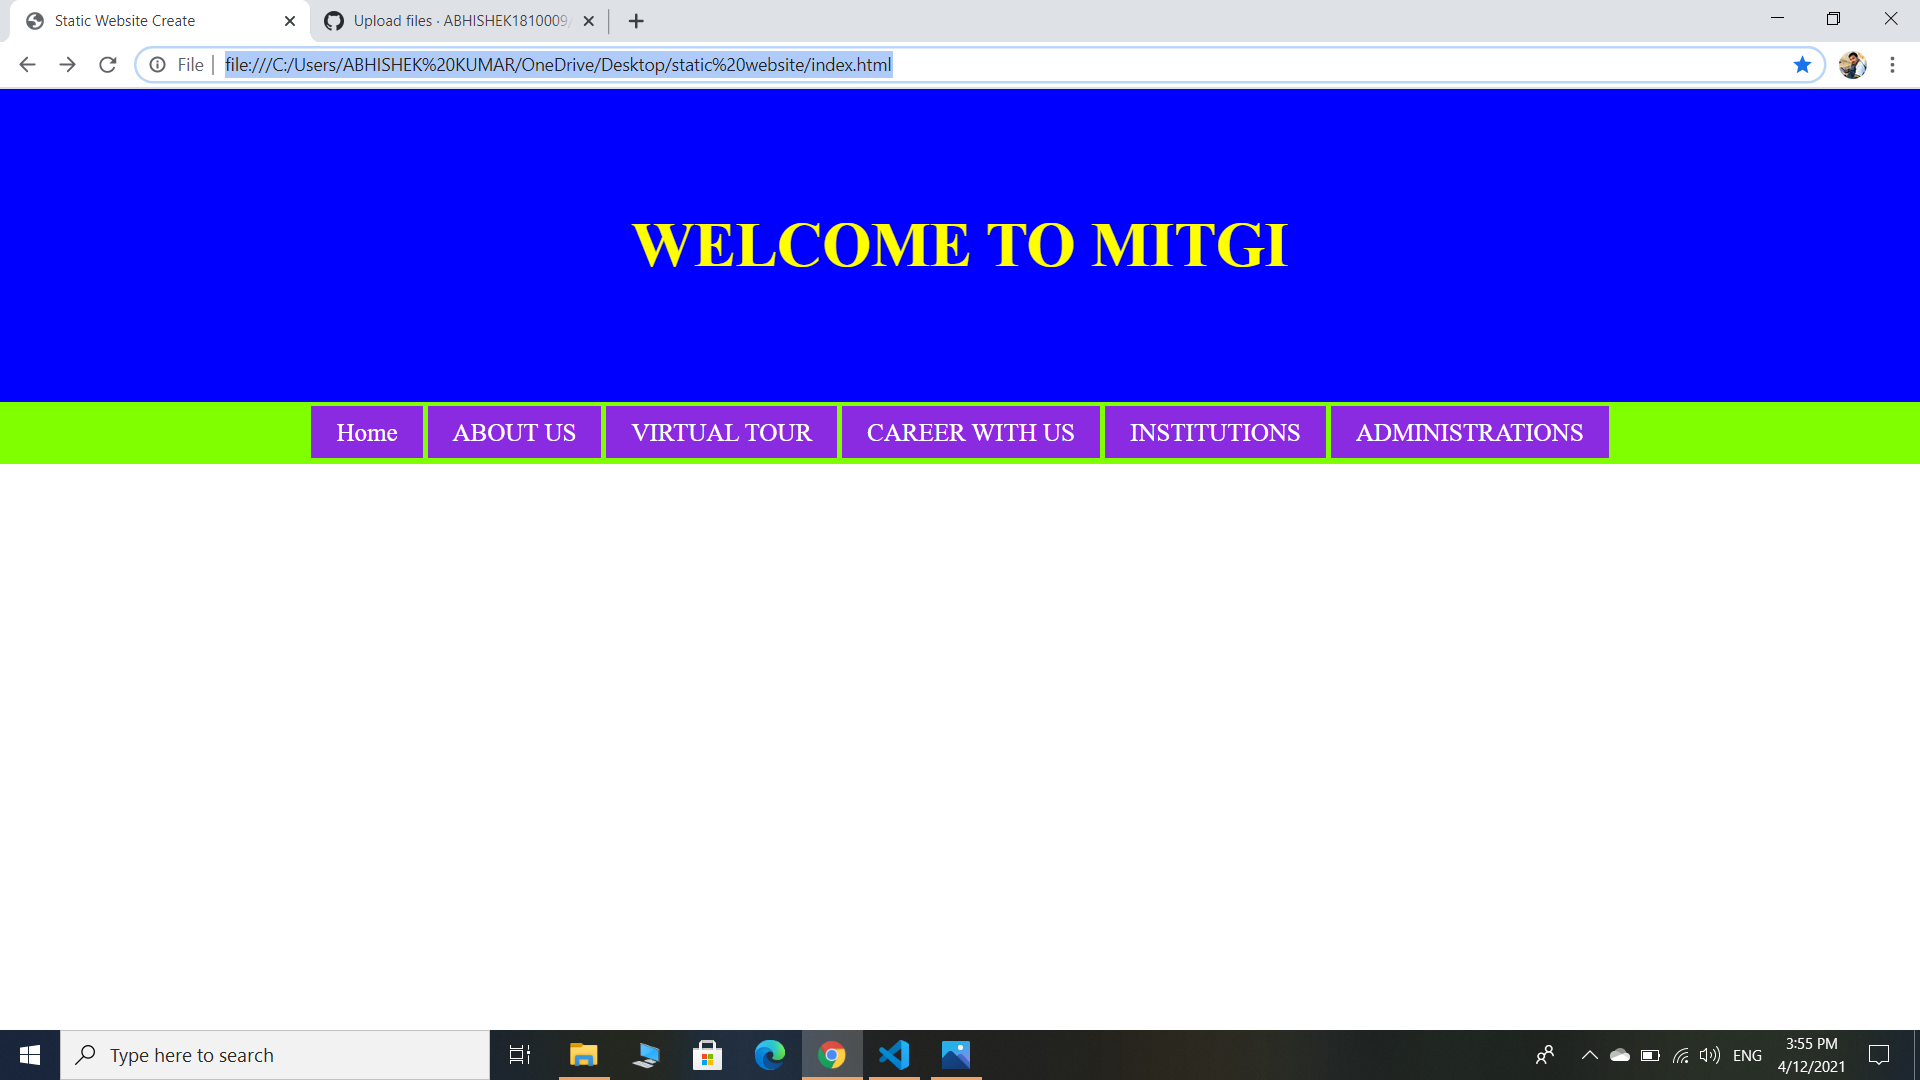 Static Website Create
Upload files · ABHISHEK1810009/
File
file:///C:/Users/ABHISHEK%20KUMAR/OneDrive/Desktop/static%20website/index.html
WELCOME TO MITGI
Home ABOUT US VIRTUAL TOUR CAREER WITH US INSTITUTIONS ADMINISTRATIONS
Type here to search
ENG
3:55 PM
4/12/2021